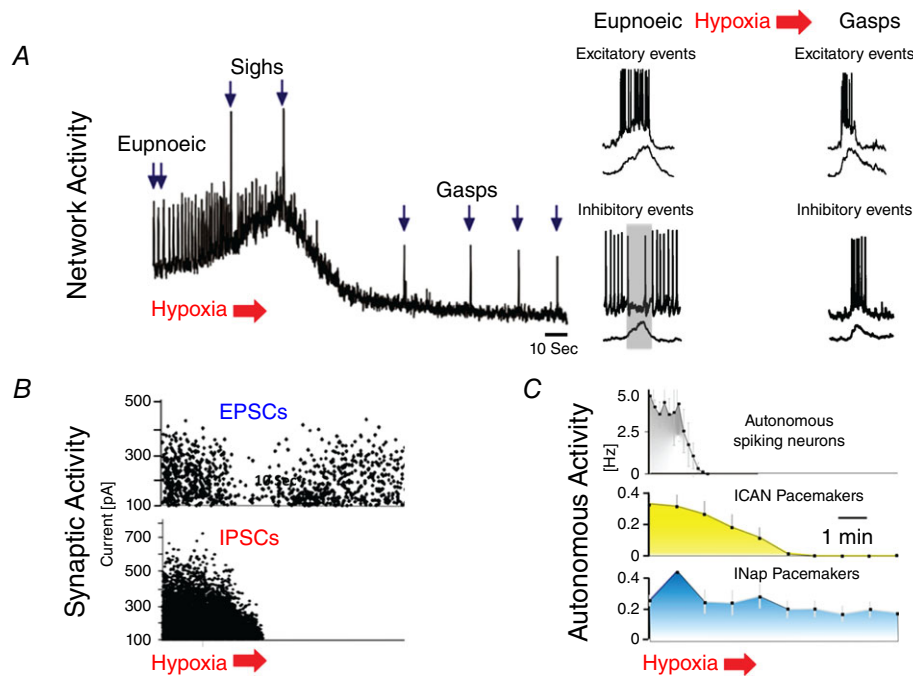 A
Network Activity
Eupnoeic
Sighs
Gasps
Hypoxia
10 Sec
Eupnoeic Hypoxia Gasps
Excitatory events Excitatory events
Inhibitory events Inhibitory events
B
Synaptic Activity
Current [pA]
500
300
100
EPSCs
10 Sec
700
500
300
100
IPSCs
Hypoxia
C
Autonomous Activity
5.0
2.5
0
[Hz]
Autonomous
spiking neurons
0.4
0.2
0
ICAN Pacemakers
1 min
0.4
0.2
0
INap Pacemakers
Hypoxia